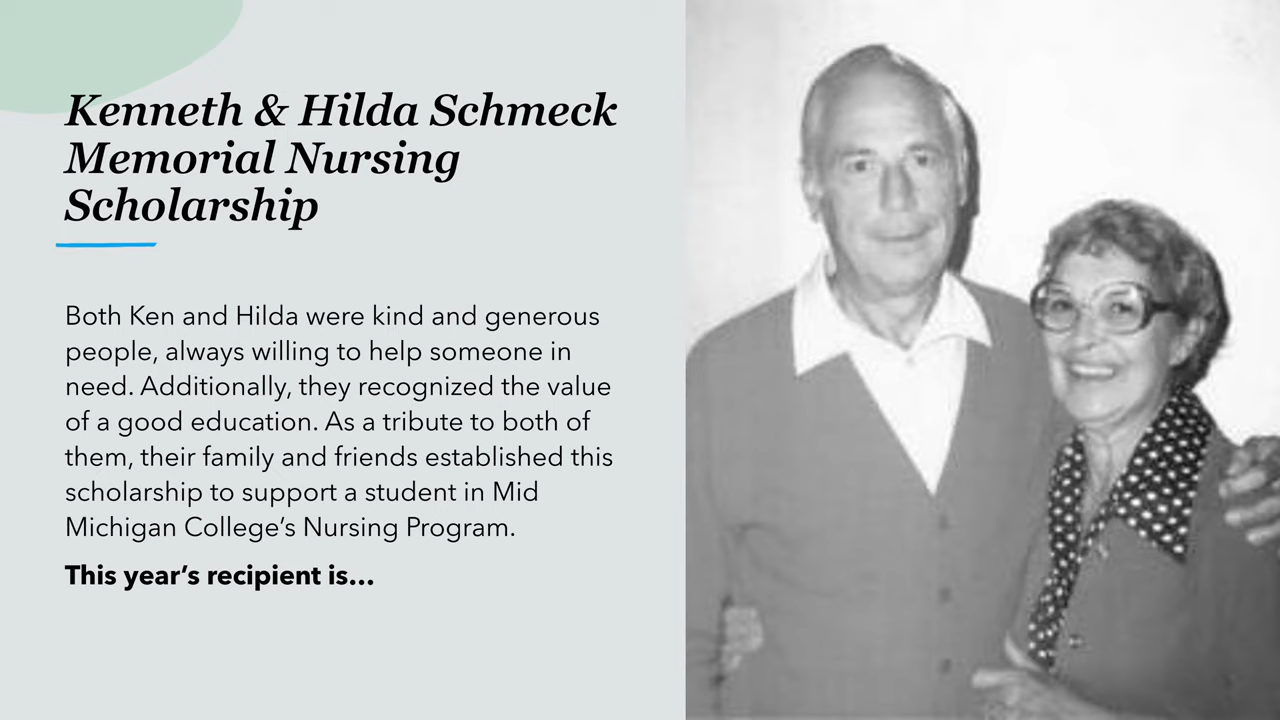 Kenneth & Hilda Schmeck
Memorial Nursing
Scholarship
Both Ken and Hilda were kind and generous
people, always willing to help someone in
need. Additionally, they recognized the value
of a good education. As a tribute to both of
them, their family and friends established this
scholarship to support a student in Mid
Michigan College’s Nursing Program.
This year’s recipient is...